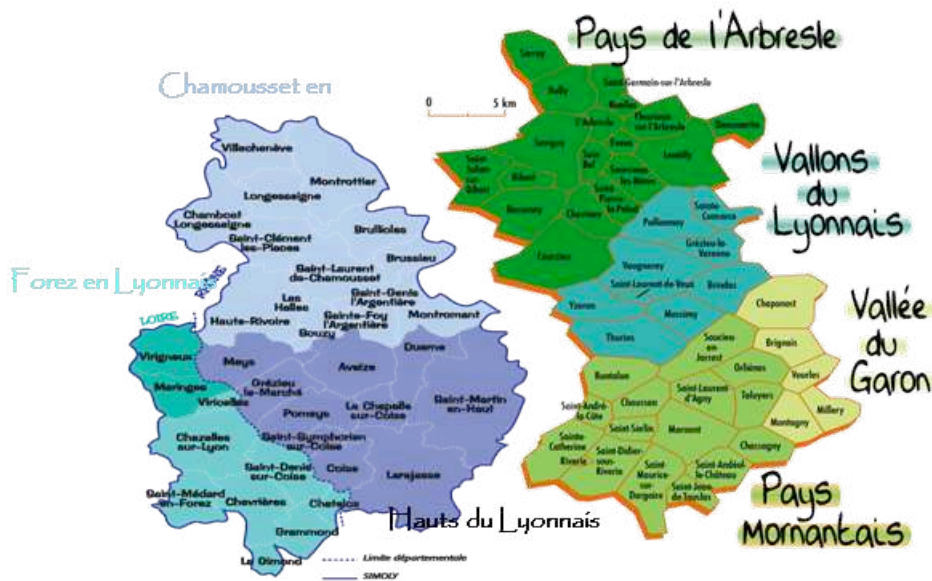 Pays de l'Arbresle
Chamousset en
0 5 km
Vallons
du
Lyonnais
Forez en Lyonnais
Vallée
du
Garon
Pays
Mornantais
Hauts du Lyonnais
Villechenève
Montrottier
Longessaigne
Chambost
Longessaigne
Brullioles
Saint-Clément
les-Places
Brussieu
Saint-Laurent
de-Chamousset
Les
Halles
Saint-Genis
l'Argentière
Sainte-Foy
l'Argentière
Haute-Rivoire
Souzy
Montromant
RHÔNE
LOIRE
Virigneux
Maringes
Viricelles
Meys
Duerne
Aveize
Grézieu
le-Marché
Pomeys
La Chapelle
sur-Coise
Saint-Martin
en-Haut
Saint-Symphorien
sur-Coise
Chazelles
sur-Lyon
Saint-Denis
sur-Coise
Coise
Larajasse
Saint-Médard
en-Forez
Chevrières
Chatelus
Grammond
La Gimond
Limite départementale
SIMOLY
Sarcey
Bully
Saint-Germain-sur-l'Arbresle
Nuelles
l'Arbresle
Fleurieux
sur-l'Arbresle
Dommartin
Savigny
Eveux
Lentilly
Sain
Bel
Sourcieux
les-Mines
Saint
Julien
sur
Bibost
Bibost
Saint-
Pierre-
la-Palud
Bessenay
Chevinay
Courzieu
Pollionnay
Sainte-
Consorce
Grézieu-la-
Varenne
Vaugneray
Saint-Laurent-de-Vaux
Brindas
Yzeron
Messimy
Thurins
Chaponost
Brignais
Vourles
Millery
Montagny
Soucieu
en
Jarrest
Orliénas
Rontalon
Saint-Laurent
d'Agny
Taluyers
Saint-André-
la-Côte
Chaussan
Saint-Sorlin
Mornant
Sainte
Catherine
Riverie
Saint-Didier-
sous-
Riverie
Chassagny
Saint-
Maurice-
sur-
Dargoire
Saint-Andéol-
le-Château
Saint-Jean-
de Touslas